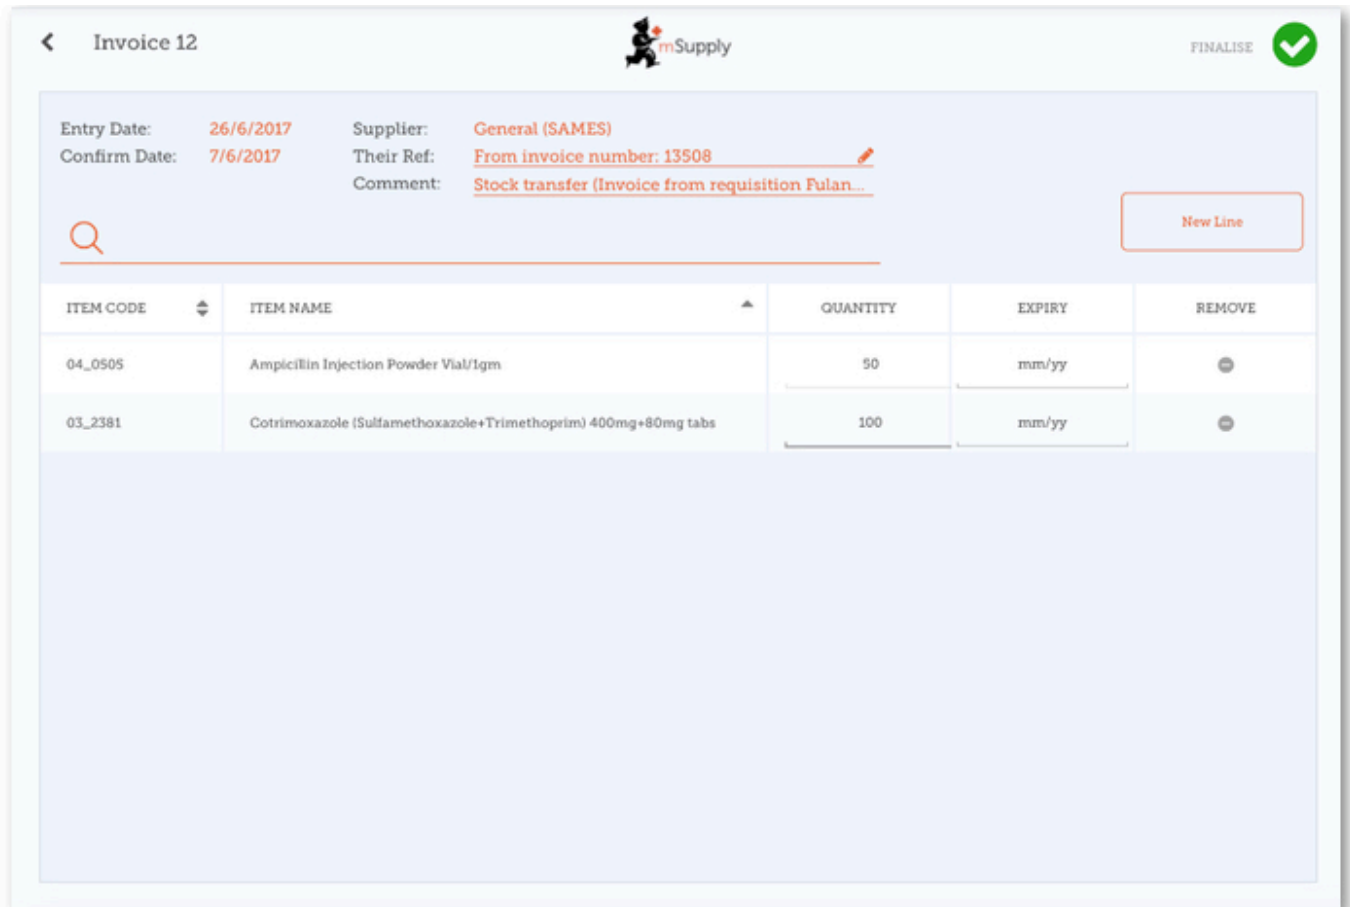 Invoice 12
mSupply
FINALISE
Entry Date: 26/6/2017 Supplier: General (SAMES)
Confirm Date: 7/6/2017 Their Ref: From invoice number: 13508
Comment: Stock transfer (Invoice from requisition Fulan...
New Line
ITEM CODE ITEM NAME QUANTITY EXPIRY REMOVE
04_0505 Ampicillin Injection Powder Vial/1gm 50 mm/yy
03_2381 Cotrimoxazole (Sulfamethoxazole+Trimethoprim) 400mg+80mg tabs 100 mm/yy